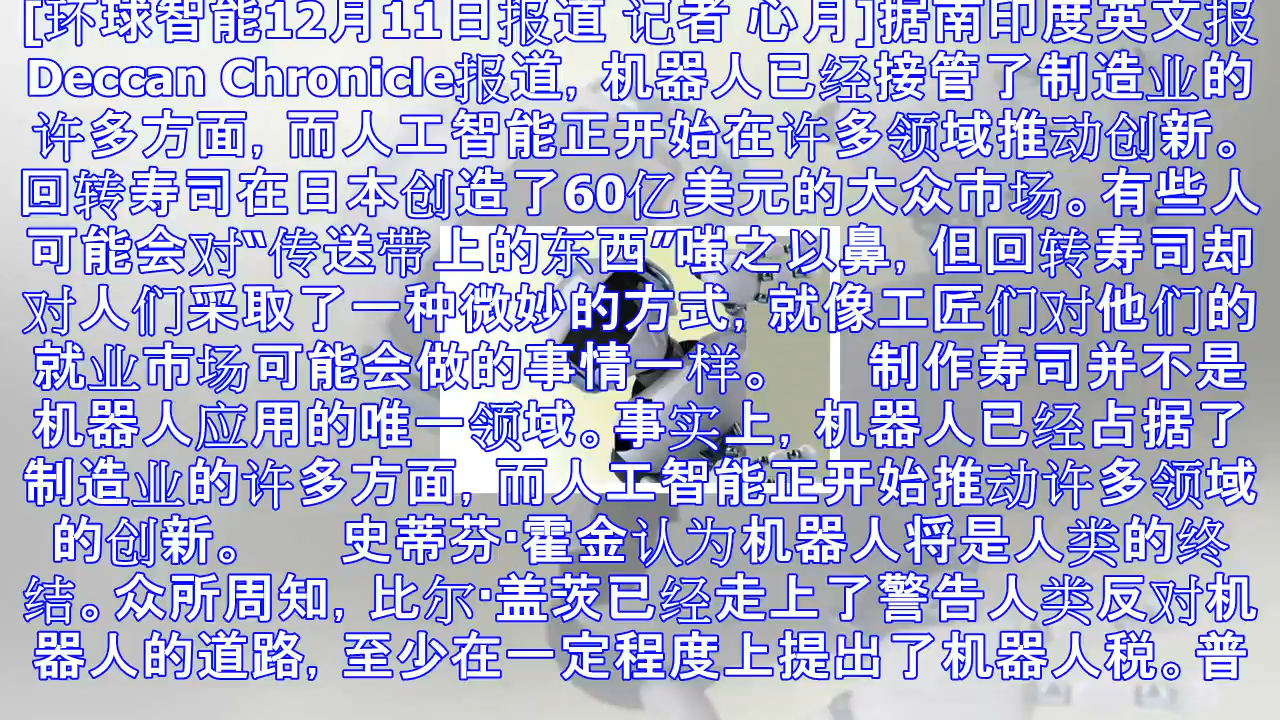 [环球智能12月11日报道 记者 心月]据南印度英文报
Deccan Chronicle报道，机器人已经接管了制造业的
许多方面，而人工智能正开始在许多领域推动创新。
回转寿司在日本创造了60亿美元的大众市场。有些人
可能会对“传送带上的东西”嗤之以鼻，但回转寿司却
对人们采取了一种微妙的方式，就像工匠们对他们的
就业市场可能会做的事情一样。　　制作寿司并不是
机器人应用的唯一领域。事实上，机器人已经占据了
制造业的许多方面，而人工智能正开始推动许多领域
的创新。　　史蒂芬·霍金认为机器人将是人类的终
结。众所周知，比尔·盖茨已经走上了警告人类反对机
器人的道路，至少在一定程度上提出了机器人税。普